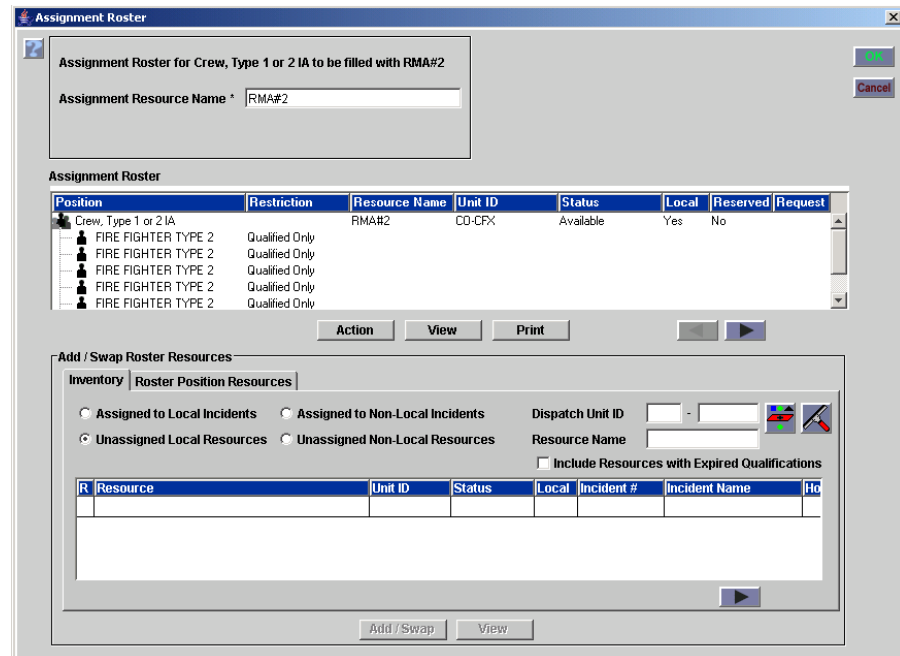 Assignment Roster
Assignment Roster for Crew, Type 1 or 2 IA to be filled with RMA#2
OK
Assignment Resource Name * RMA#2
Cancel
Assignment Roster
Position Restriction Resource Name Unit ID Status Local Reserved Request
Crew, Type 1 or 2 IA RMA#2 CO-CFX Available Yes No
FIRE FIGHTER TYPE 2 Qualified Only
FIRE FIGHTER TYPE 2 Qualified Only
FIRE FIGHTER TYPE 2 Qualified Only
FIRE FIGHTER TYPE 2 Qualified Only
FIRE FIGHTER TYPE 2 Qualified Only
Action View Print
Add / Swap Roster Resources
Inventory Roster Position Resources
Assigned to Local Incidents Assigned to Non-Local Incidents Dispatch Unit ID -
Unassigned Local Resources Unassigned Non-Local Resources Resource Name
Include Resources with Expired Qualifications
R Resource Unit ID Status Local Incident # Incident Name Ho
Add / Swap View